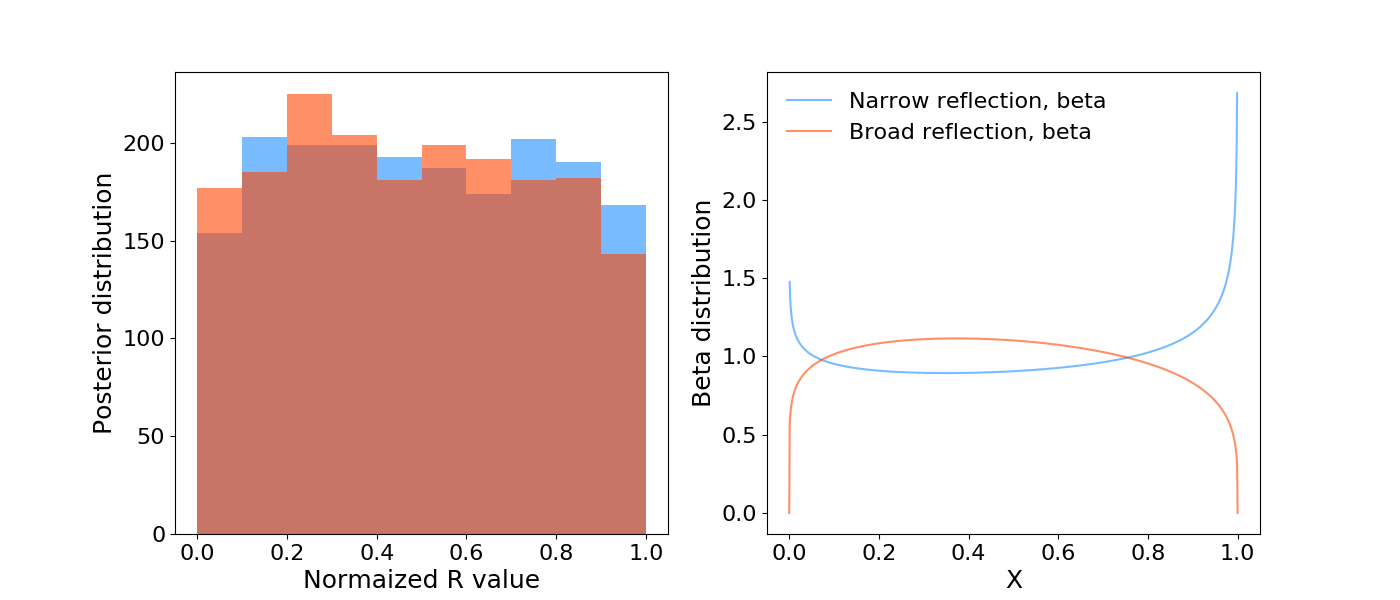 Posterior distribution
200
150
100
50
0
0.0 0.2 0.4 0.6 0.8 1.0
Normaized R value
Beta distribution
2.5
2.0
1.5
1.0
0.5
0.0
Narrow reflection, beta
Broad reflection, beta
0.0 0.2 0.4 0.6 0.8 1.0
X